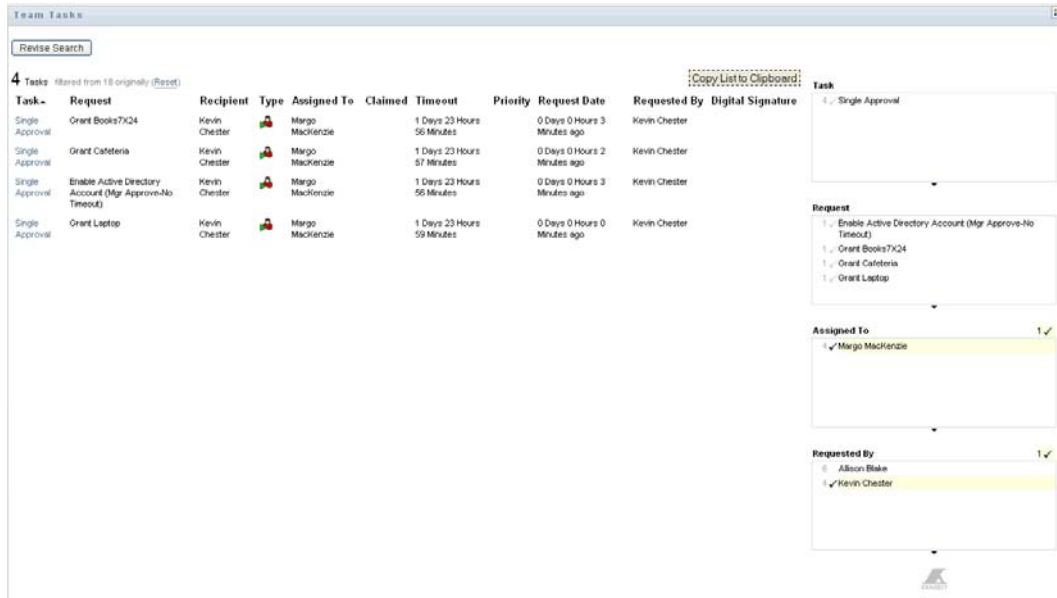 Team Tasks
Revise Search
4 Tasks filtered from 18 originally (Reset)
Copy List to Clipboard
Task Request Recipient Type Assigned To Claimed Timeout Priority Request Date Requested By Digital Signature
Single Approval Grant Books7X24 Kevin Chester Margo MacKenzie 1 Days 23 Hours 56 Minutes 0 Days 0 Hours 3 Minutes ago Kevin Chester
Single Approval Grant Cafeteria Kevin Chester Margo MacKenzie 1 Days 23 Hours 57 Minutes 0 Days 0 Hours 2 Minutes ago Kevin Chester
Single Approval Enable Active Directory Account (Mgr Approve-No Timeout) Kevin Chester Margo MacKenzie 1 Days 23 Hours 56 Minutes 0 Days 0 Hours 3 Minutes ago Kevin Chester
Single Approval Grant Laptop Kevin Chester Margo MacKenzie 1 Days 23 Hours 59 Minutes 0 Days 0 Hours 0 Minutes ago Kevin Chester
Task
4 Single Approval
Request
1 Enable Active Directory Account (Mgr Approve-No
Timeout)
1 Grant Books7X24
1 Grant Cafeteria
1 Grant Laptop
Assigned To 1
4 Margo MacKenzie
Requested By 1
6 Allison Blake
4 Kevin Chester